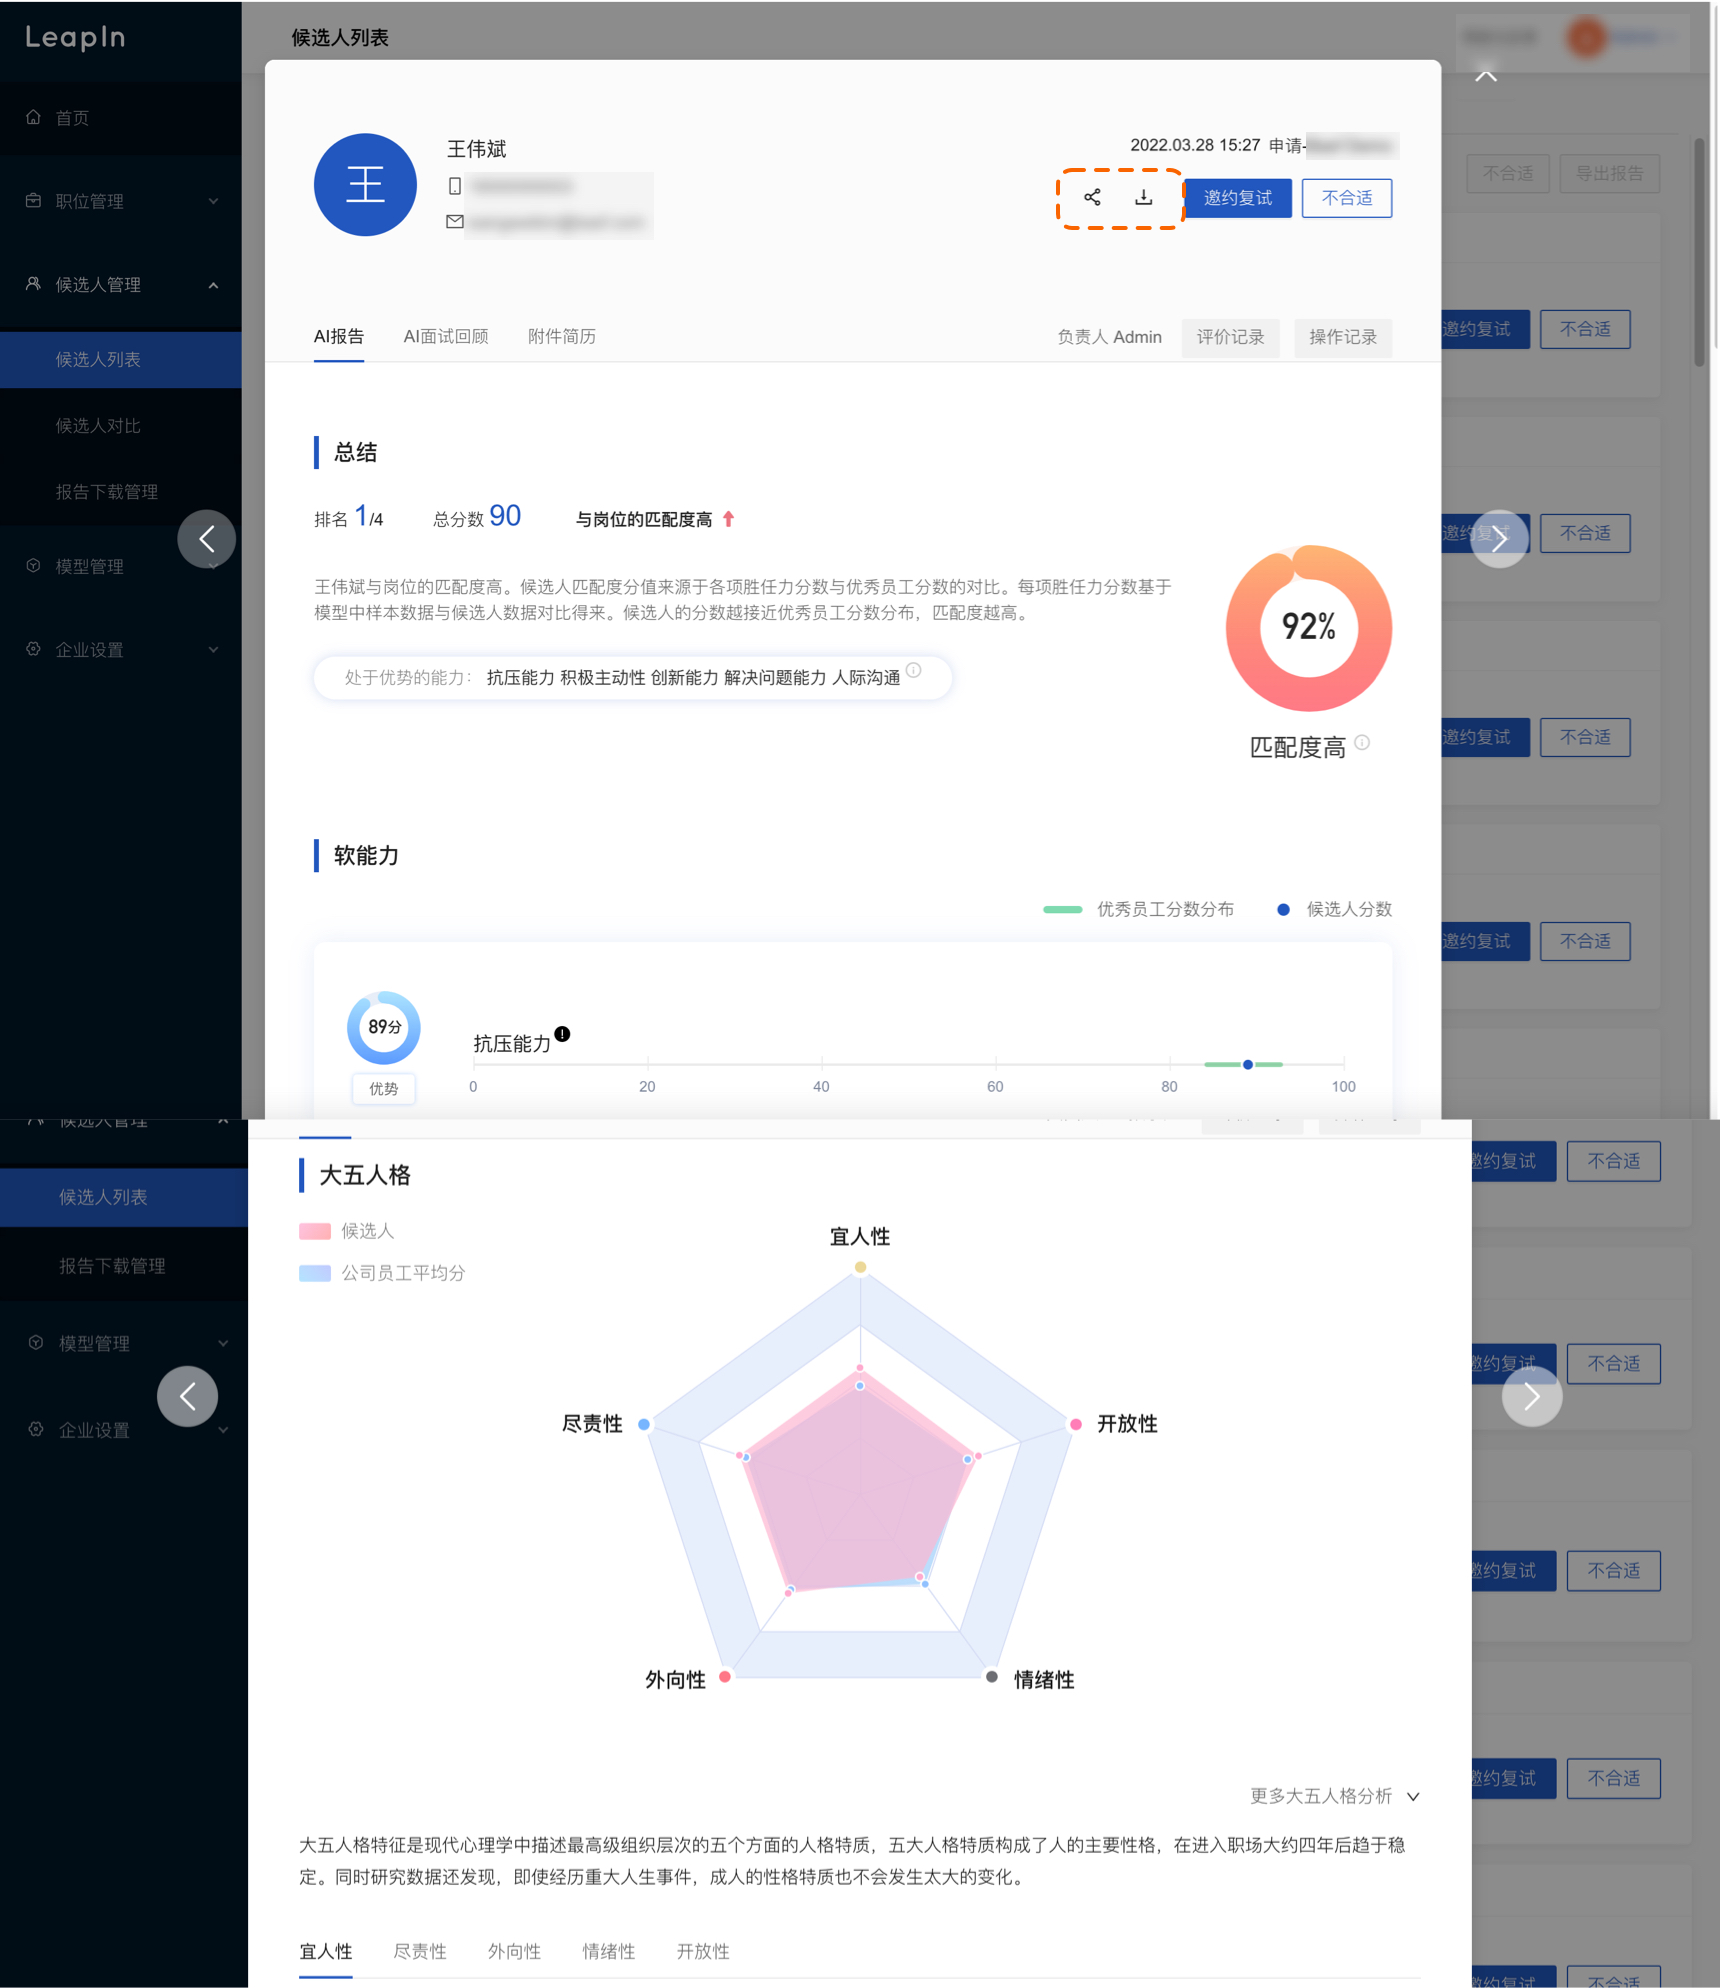 LeapIn
候选人列表
首页
职位管理
候选人管理
候选人列表
候选人对比
报告下载管理
模型管理
企业设置
王
王伟斌
2022.03.28 15:27 申请-
邀约复试
不合适
不合适
导出报告
AI报告
AI面试回顾
附件简历
负责人 Admin
评价记录
操作记录
邀约复试
不合适
总结
排名 1/4
总分数 90
与岗位的匹配度高
邀约复试
不合适
王伟斌与岗位的匹配度高。候选人匹配度分值来源于各项胜任力分数与优秀员工分数的对比。每项胜任力分数基于
模型中样本数据与候选人数据对比得来。候选人的分数越接近优秀员工分数分布，匹配度越高。
处于优势的能力： 抗压能力 积极主动性 创新能力 解决问题能力 人际沟通
92%
匹配度高
邀约复试
不合适
软能力
优秀员工分数分布
候选人分数
邀约复试
不合适
89分
优势
抗压能力
0 20 40 60 80 100
候选人管理
候选人列表
报告下载管理
模型管理
企业设置
大五人格
候选人
公司员工平均分
宜人性
尽责性
开放性
外向性
情绪性
邀约复试
不合适
邀约复试
不合适
邀约复试
不合适
邀约复试
不合适
更多大五人格分析
大五人格特征是现代心理学中描述最高级组织层次的五个方面的人格特质，五大人格特质构成了人的主要性格，在进入职场大约四年后趋于稳
定。同时研究数据还发现，即使经历重大人生事件，成人的性格特质也不会发生太大的变化。
宜人性
尽责性
外向性
情绪性
开放性
邀约复试
不合适